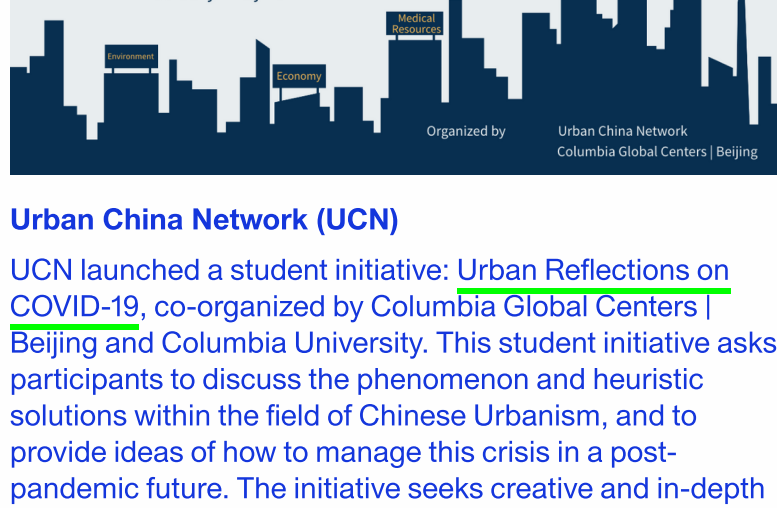 Medical
Resources
Environment
Economy
Organized by Urban China Network
Columbia Global Centers | Beijing
Urban China Network (UCN)
UCN launched a student initiative: Urban Reflections on
COVID-19, co-organized by Columbia Global Centers |
Beijing and Columbia University. This student initiative asks
participants to discuss the phenomenon and heuristic
solutions within the field of Chinese Urbanism, and to
provide ideas of how to manage this crisis in a post-
pandemic future. The initiative seeks creative and in-depth